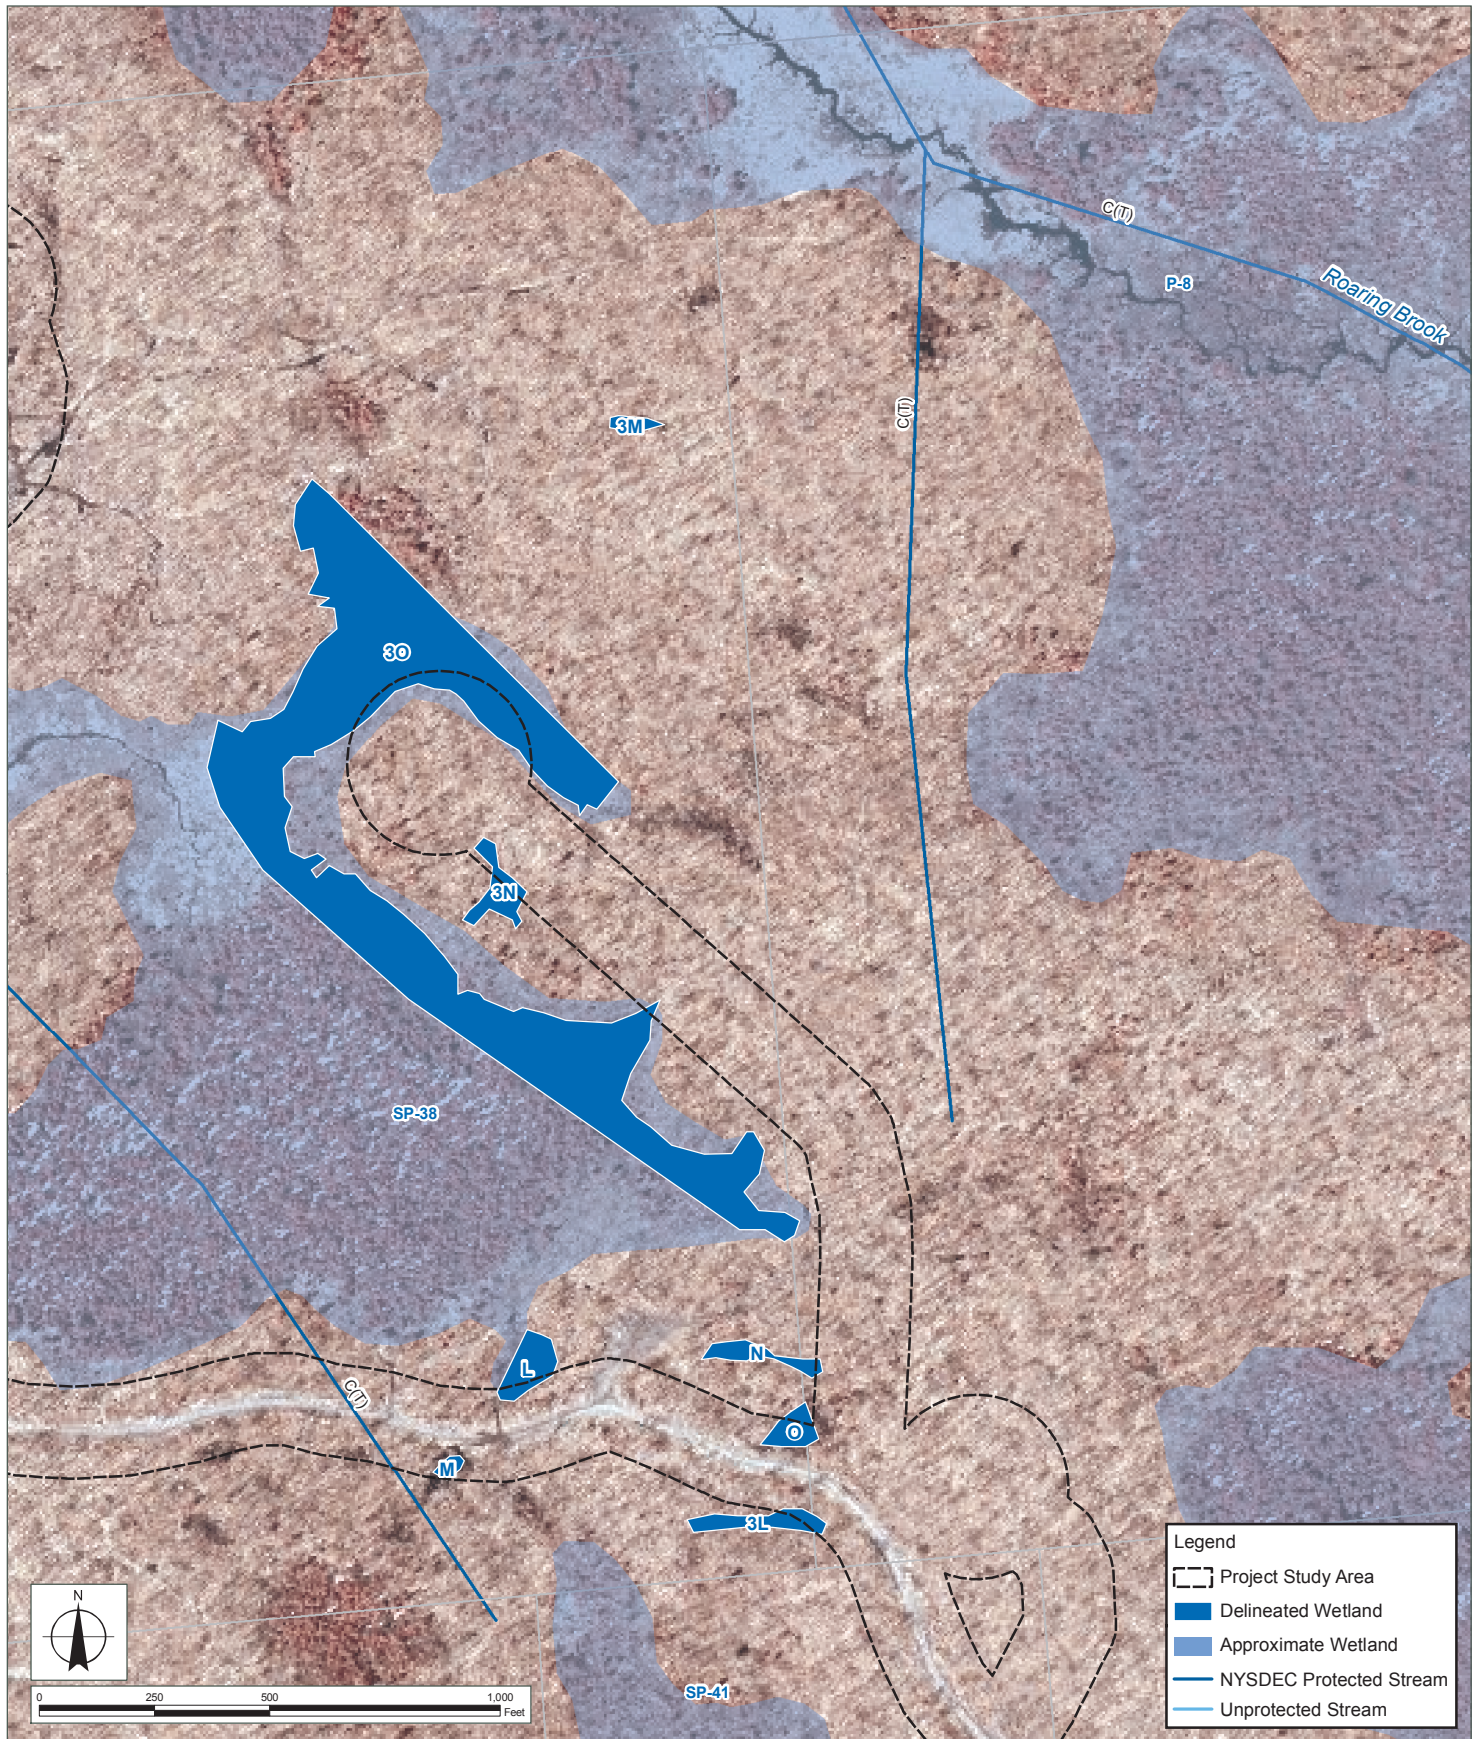 C(T)
P-8
Roaring Brook
C(T)
3M
3O
3N
SP-38
L
N
C(T)
O
M
3L
SP-41
N
0 250 500 1,000
Feet
Legend
Project Study Area
Delineated Wetland
Approximate Wetland
NYSDEC Protected Stream
Unprotected Stream